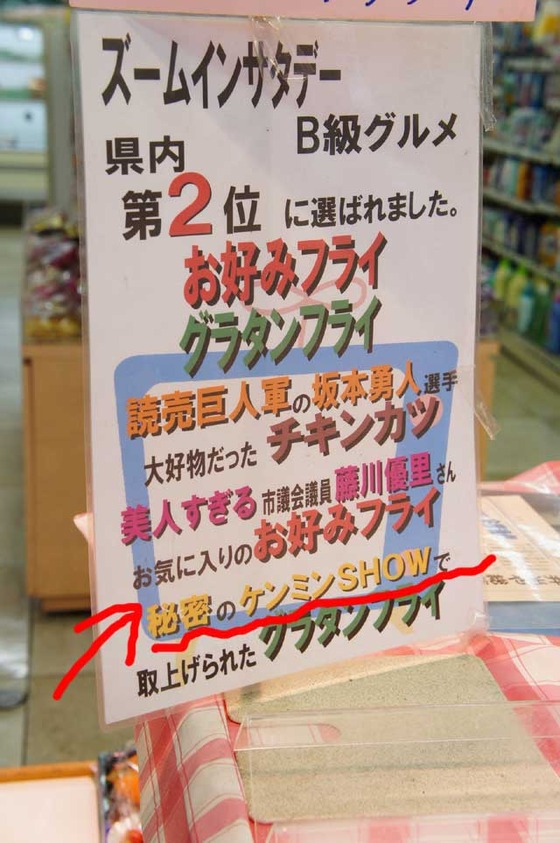 ズームインサタデー
B級グルメ
県内
第2位に選ばれました。
お好みフライ
グラタンフライ
読売巨人軍の坂本勇人選手
大好物だったチキンカツ
美人すぎる市議会議員藤川優里さん
お気に入りのお好みフライ
秘密のケンミンSHOWで
取上げられたグラタンフライ